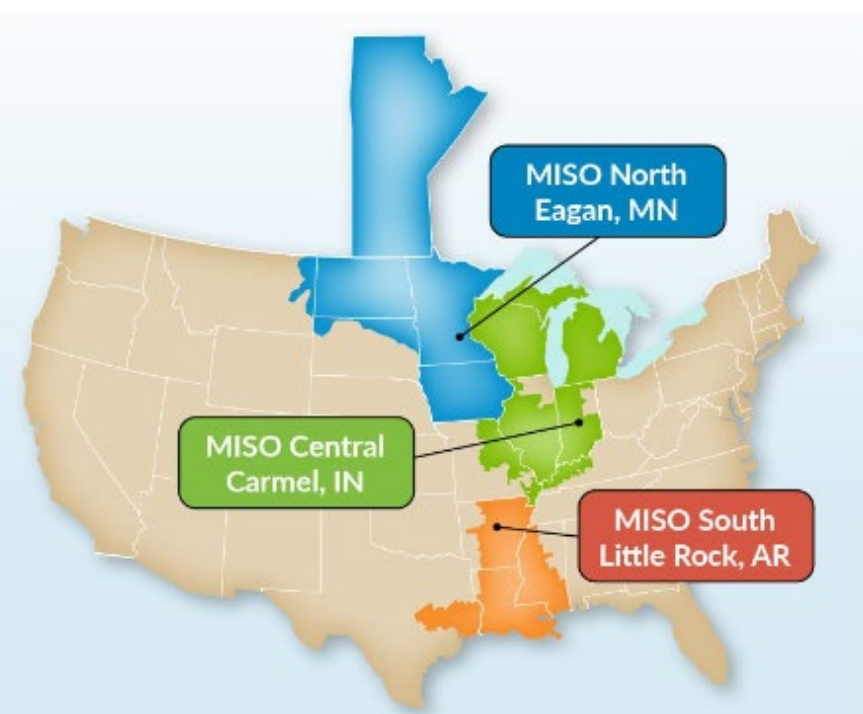 MISO North
Eagan, MN
MISO Central
Carmel, IN
MISO South
Little Rock, AR